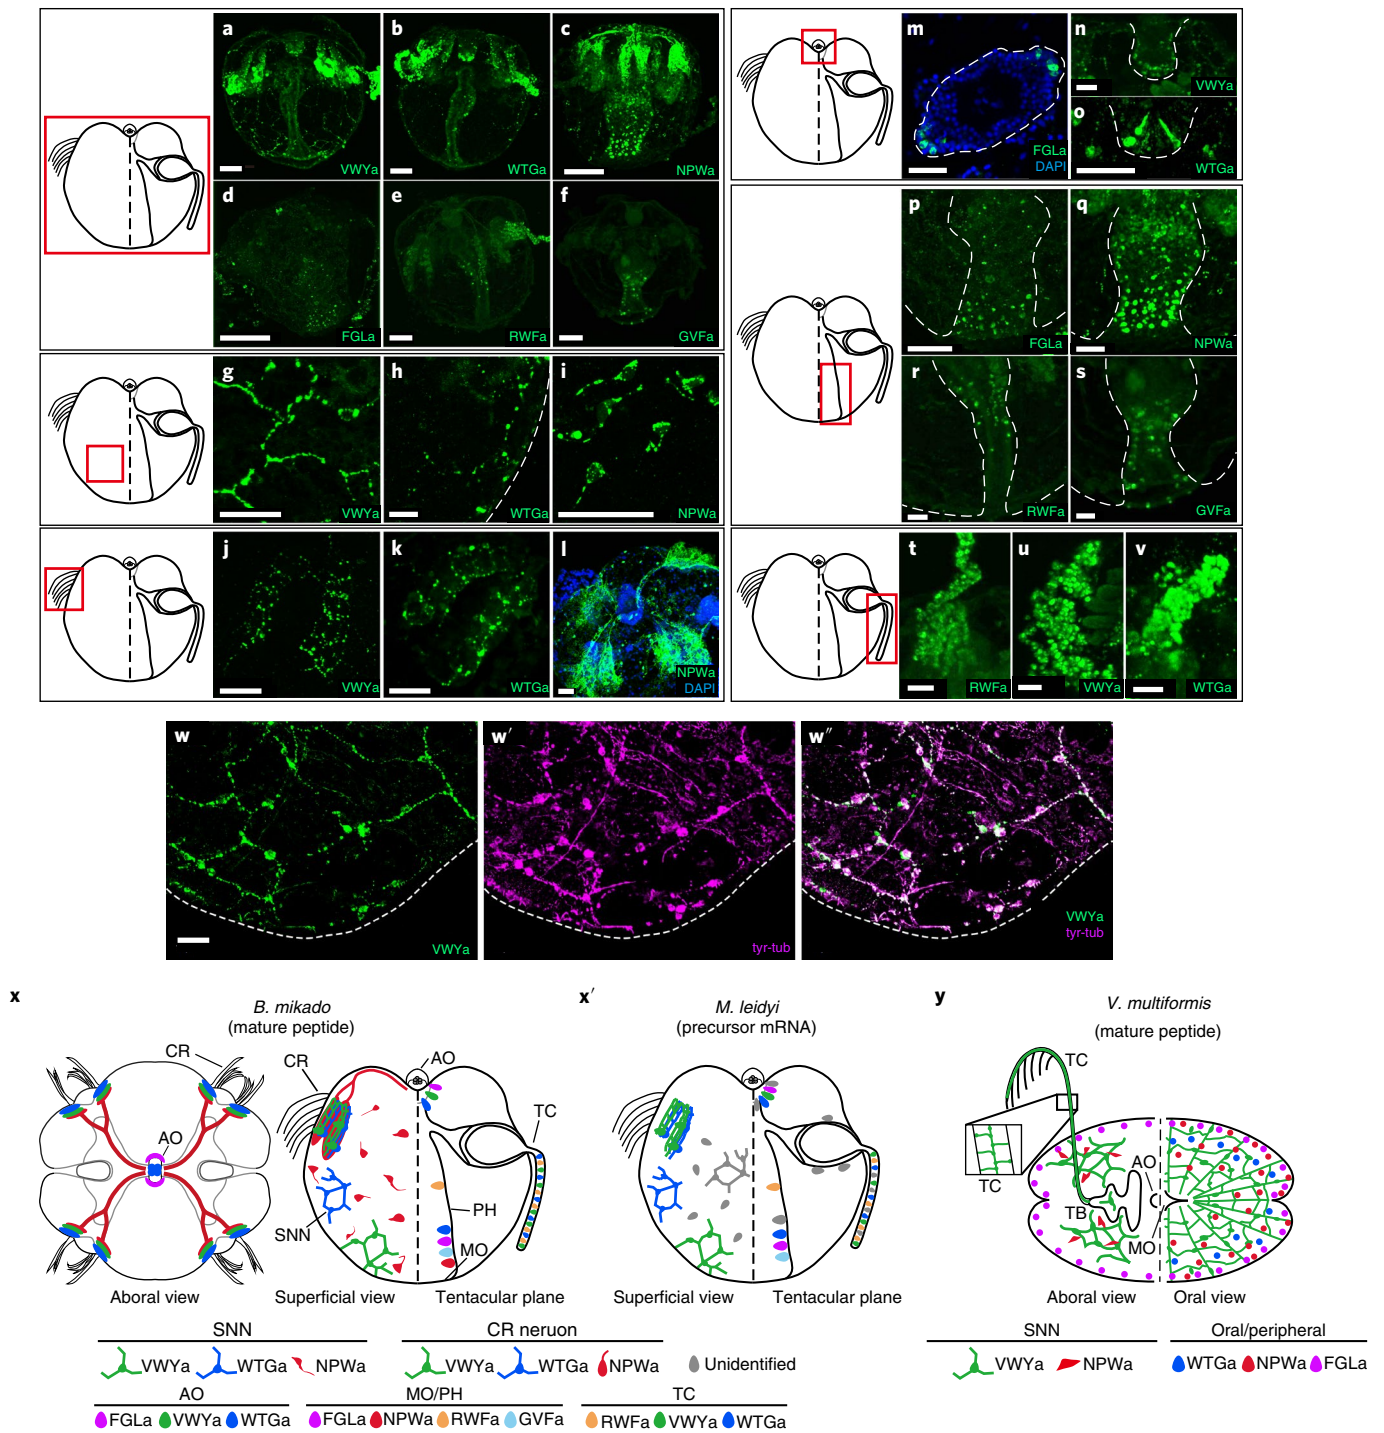 a
VWYa
b
WTGa
c
NPWa
d
FGLa
e
RWFa
f
GVFa
g
VWYa
h
WTGa
i
NPWa
j
VWYa
k
WTGa
l
NPWa
DAPI
m
FGLa
DAPI
n
VWYa
o
WTGa
p
FGLa
q
NPWa
r
RWFa
s
GVFa
t
RWFa
u
VWYa
v
WTGa
w
VWYa
w′
tyr-tub
w″
VWYa
tyr-tub
x
B. mikado
(mature peptide)
CR
AO
Aboral view
CR
AO
TC
SNN
PH
MO
Superficial view
Tentacular plane
x′
M. leidyi
(precursor mRNA)
Superficial view
Tentacular plane
y
V. multiformis
(mature peptide)
TC
TC
AO
TB
MO
Aboral view
Oral view
SNN
VWYa WTGa NPWa
CR neruon
VWYa WTGa NPWa
Unidentified
AO
FGLa VWYa WTGa
MO/PH
FGLa NPWa RWFa GVFa
TC
RWFa VWYa WTGa
SNN
VWYa NPWa
Oral/peripheral
WTGa NPWa FGLa